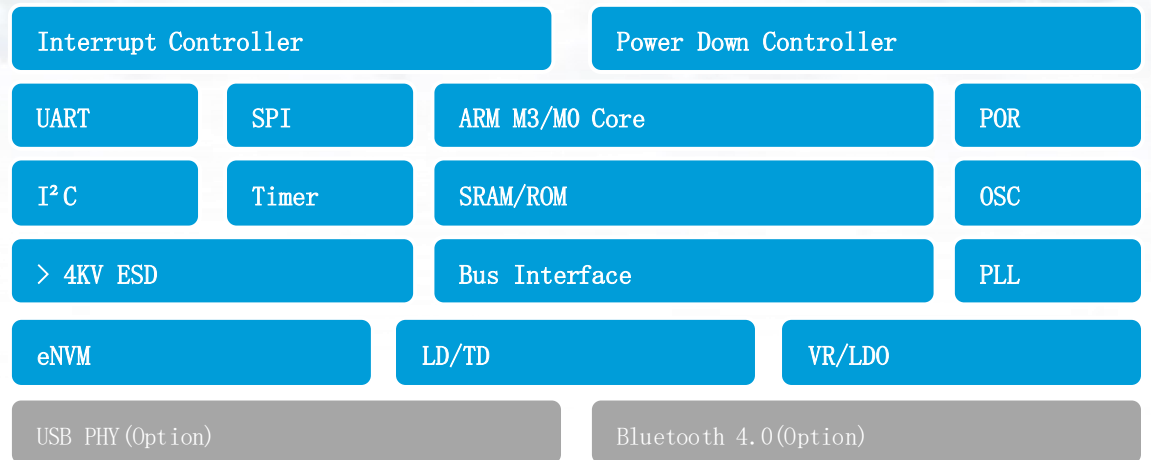 Interrupt Controller
Power Down Controller
UART
SPI
ARM M3/M0 Core
POR
I²C
Timer
SRAM/ROM
OSC
> 4KV ESD
Bus Interface
PLL
eNVM
LD/TD
VR/LDO
USB PHY(Option)
Bluetooth 4.0(Option)